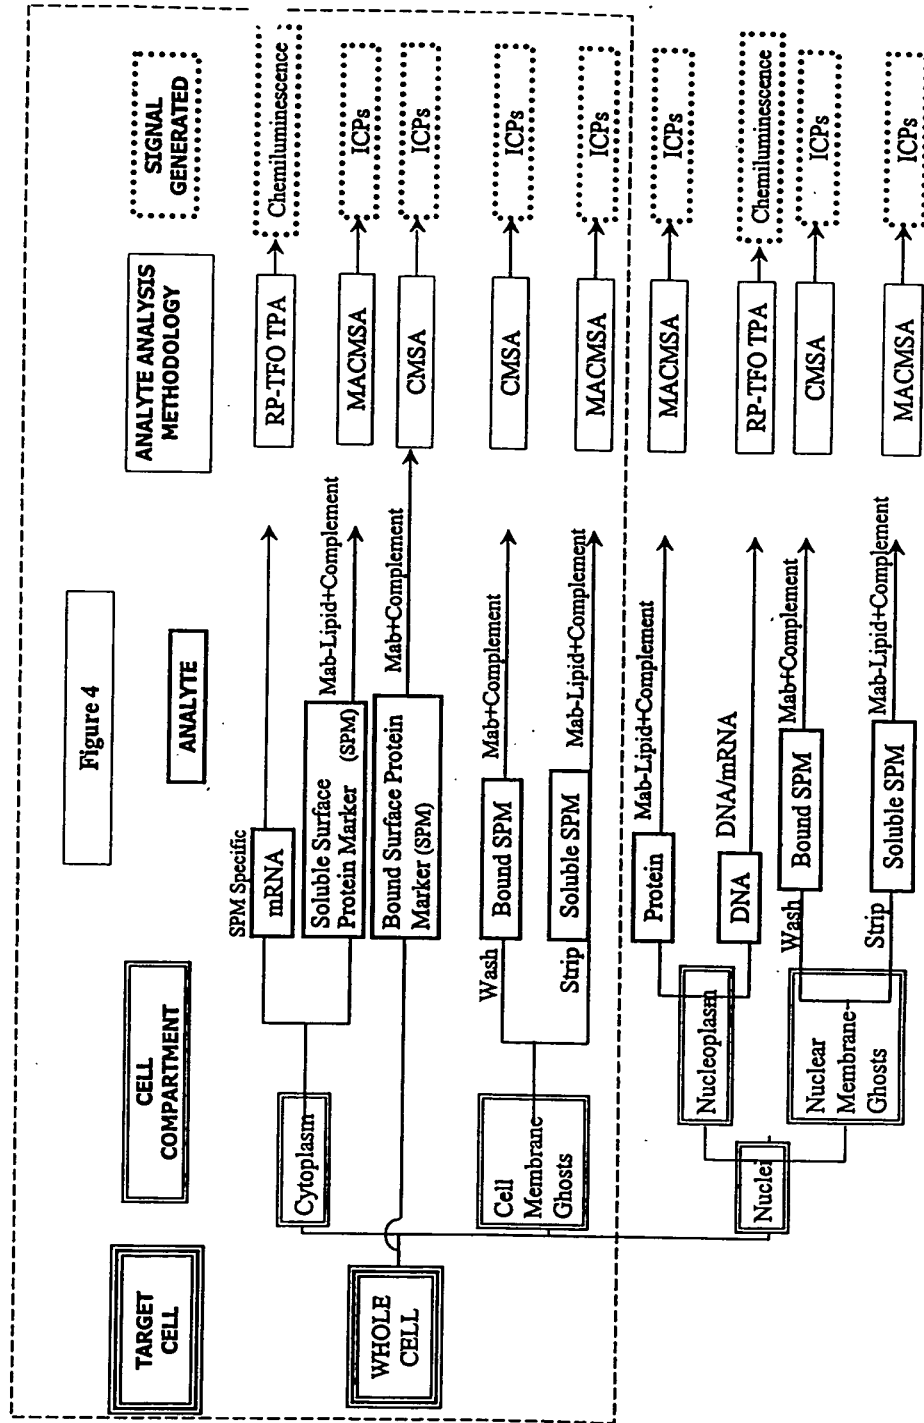 Figure 4
TARGET
CELL
CELL
COMPARTMENT
ANALYTE
ANALYTE ANALYSIS
METHODOLOGY
SIGNAL
GENERATED
WHOLE
CELL
Cytoplasm
SPM Specific
mRNA
RP-TFO TPA
Chemiluminescence
Soluble Surface
Protein Marker (SPM)
Mab-Lipid+Complement
MACMSA
ICPs
Bound Surface Protein
Marker (SPM)
Mab+Complement
CMSA
ICPs
Cell
Membrane
Ghosts
Wash
Bound SPM
Mab+Complement
CMSA
ICPs
Strip
Soluble SPM
Mab-Lipid+Complement
MACMSA
ICPs
Nuclei
Nucleoplasm
Protein
Mab-Lipid+Complement
MACMSA
ICPs
DNA
DNA/mRNA
RP-TFO TPA
Chemiluminescence
Nuclear
Membrane
Ghosts
Wash
Bound SPM
Mab+Complement
CMSA
ICPs
Strip
Soluble SPM
Mab-Lipid+Complement
MACMSA
ICPs